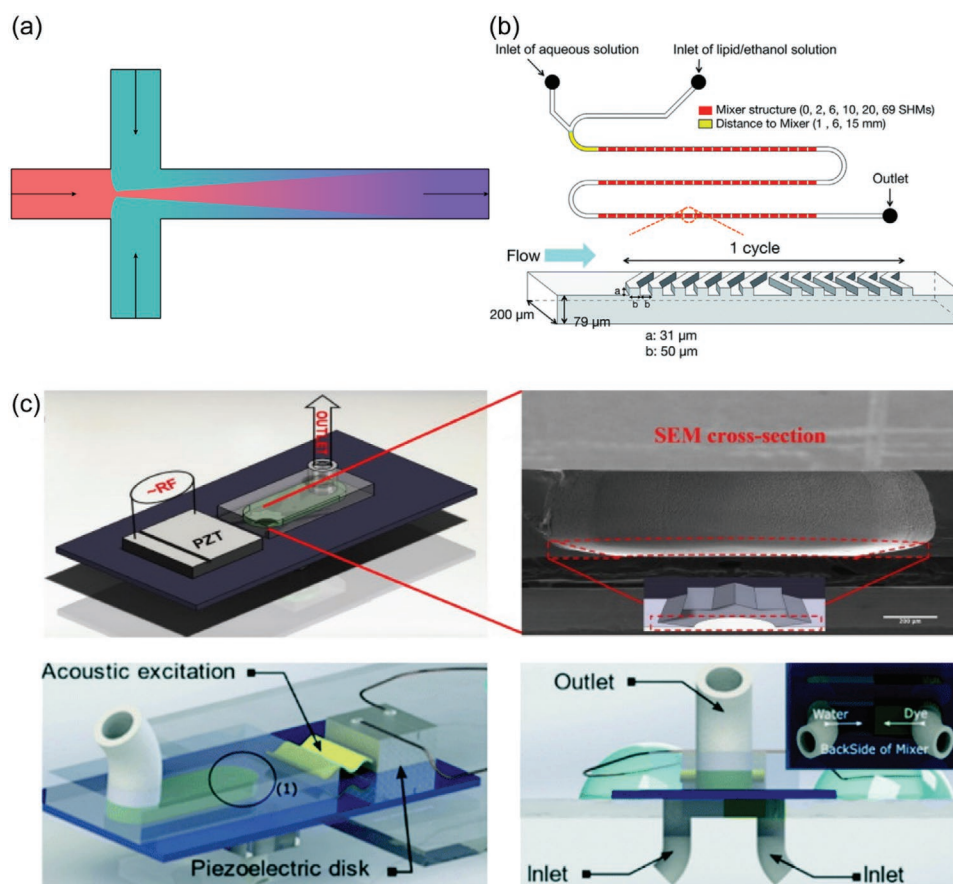 (a)
(b)
Inlet of aqueous solution
Inlet of lipid/ethanol solution
Mixer structure (0, 2, 6, 10, 20, 69 SHMs)
Distance to Mixer (1 , 6, 15 mm)
Outlet
1 cycle
Flow
a
b b
200 µm
79 µm
a: 31 µm
b: 50 µm
(c)
OUTLET
~RF
PZT
SEM cross-section
200 µm
Acoustic excitation
(1)
Piezoelectric disk
Outlet
Water
Dye
BackSide of Mixer
Inlet
Inlet